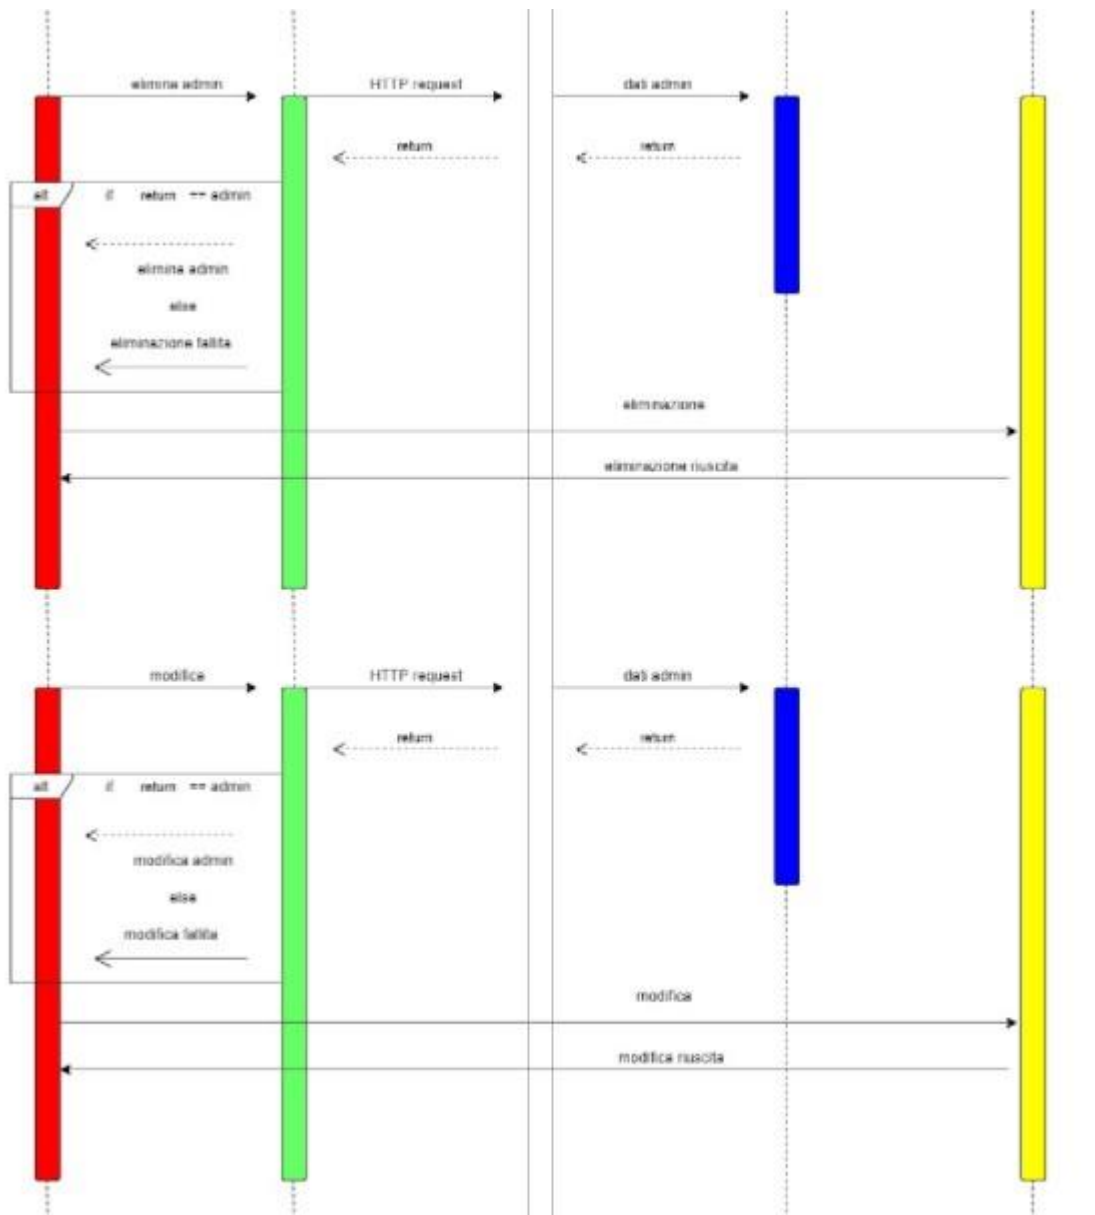 elimina admin
HTTP request
dati admin
return
return
alt if return == admin
elimina admin
else
eliminazione fallita
eliminazione
eliminazione riuscita
modifica
HTTP request
dati admin
return
return
alt if return == admin
modifica admin
else
modifica fallita
modifica
modifica riuscita